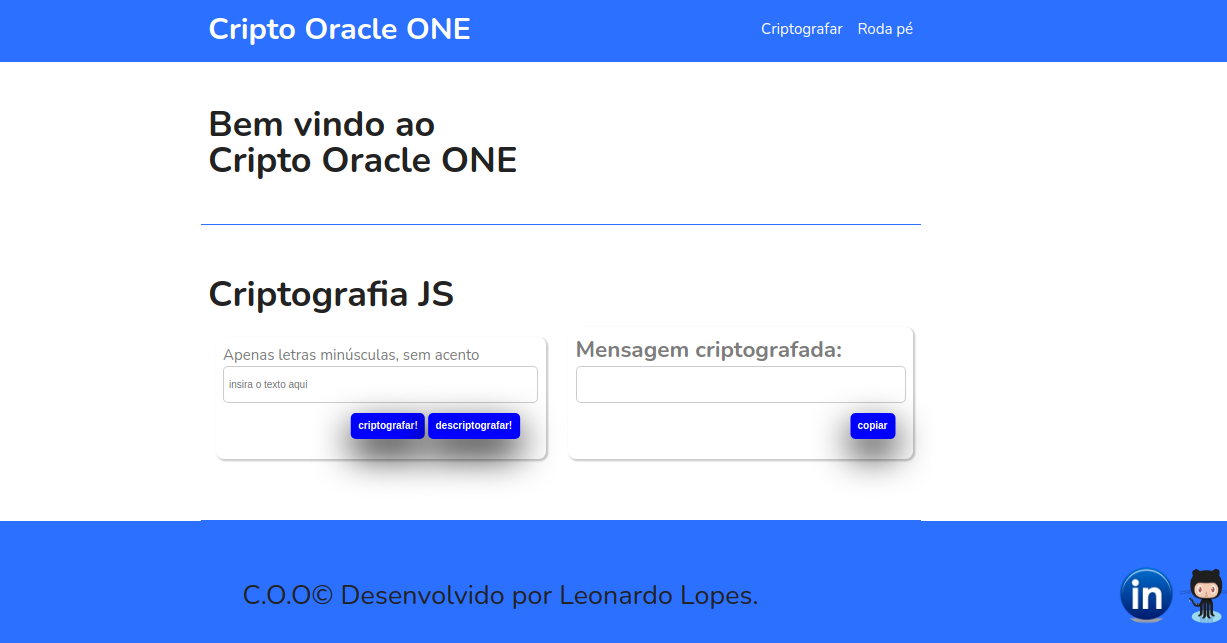 Cripto Oracle ONE
Criptografar
Roda pé
Bem vindo ao
Cripto Oracle ONE
Criptografia JS
Apenas letras minúsculas, sem acento
insira o texto aqui
criptografar!
descriptografar!
Mensagem criptografada:
copiar
C.O.O© Desenvolvido por Leonardo Lopes.
in